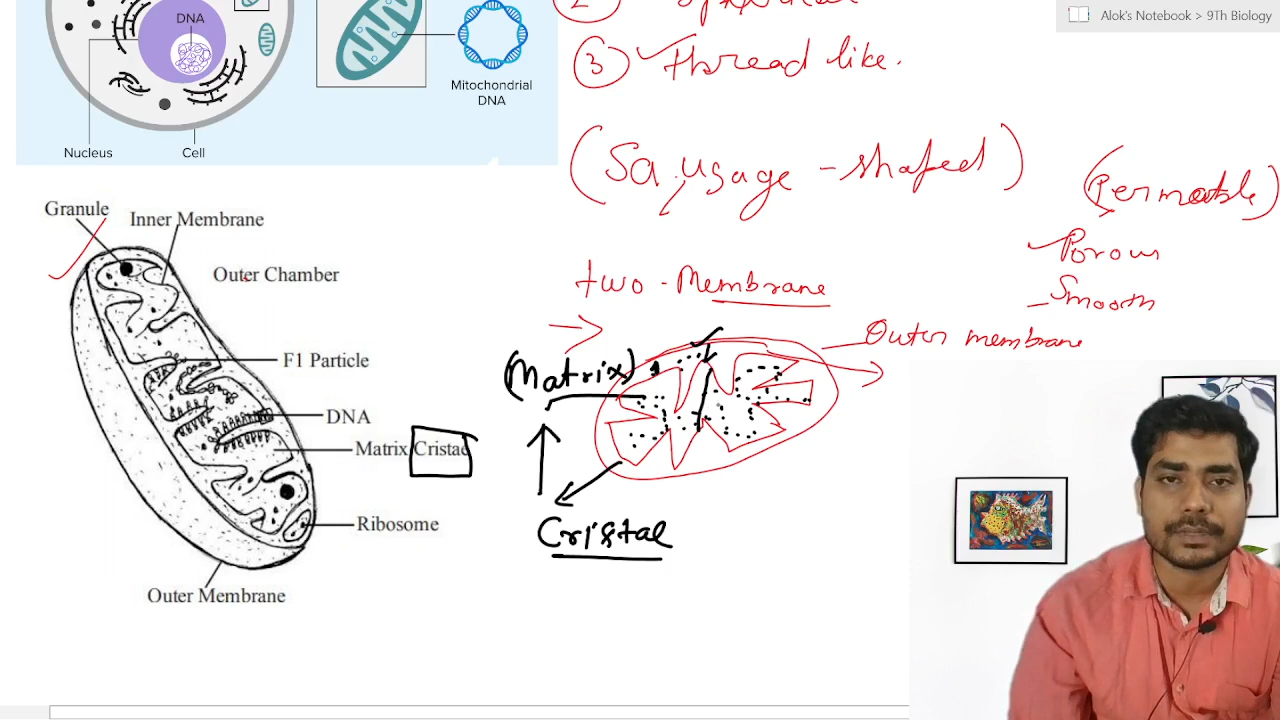 DNA
Mitochondrial
DNA
Nucleus
Cell
Alok's Notebook > 9Th Biology
3 Thread like.
(Sausage - shaped)
(Permeable)
Porous
Smooth
two - Membrane
Outer membrane
(Matrix)
Cristae
Granule
Inner Membrane
Outer Chamber
F1 Particle
DNA
Matrix Cristae
Ribosome
Outer Membrane